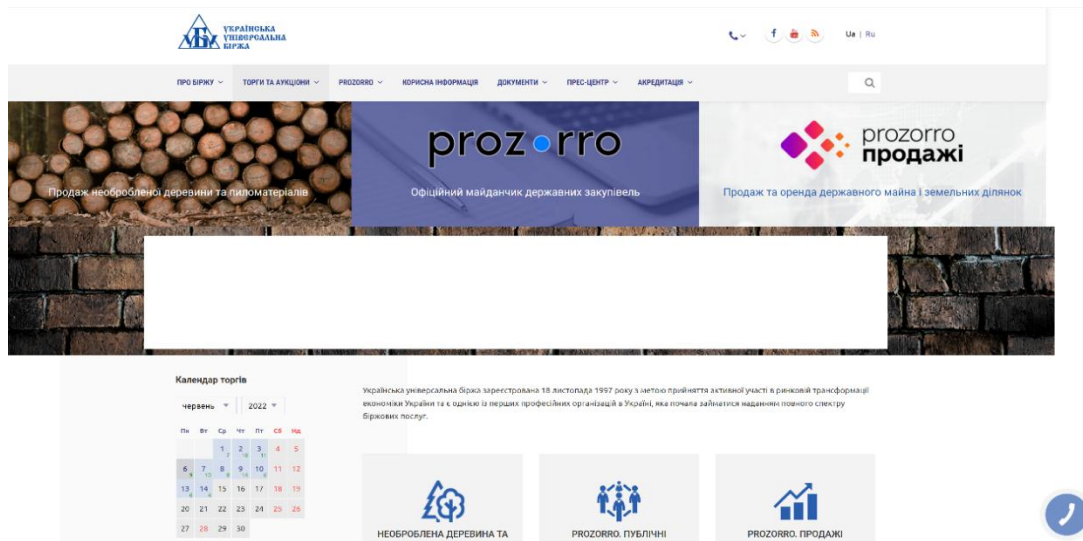 УКРАЇНСЬКА
УНІВЕРСАЛЬНА
БІРЖА
Ua | Ru
ПРО БІРЖУ
ТОРГИ ТА АУКЦІОНИ
PROZORRO
КОРИСНА ІНФОРМАЦІЯ
ДОКУМЕНТИ
ПРЕС-ЦЕНТР
АКРЕДИТАЦІЯ
Продаж необробленої деревини та пиломатеріалів
prozorro
Офіційний майданчик державних закупівель
prozorro
продажі
Продаж та оренда державного майна і земельних ділянок
Календар торгів
червень 2022
Пн Вт Ср Чт Пт Сб Нд
1 2 3 4 5
6 7 8 9 10 11 12
13 14 15 16 17 18 19
20 21 22 23 24 25 26
27 28 29 30
Українська універсальна біржа зареєстрована 18 листопада 1997 року з метою прийняття активної участі в ринковій трансформації
економіки України та є однією із перших професійних організацій в Україні, яка почала займатися наданням повного спектру
біржових послуг.
НЕОБРОБЛЕНА ДЕРЕВИНА ТА
PROZORRO. ПУБЛІЧНІ
PROZORRO. ПРОДАЖІ